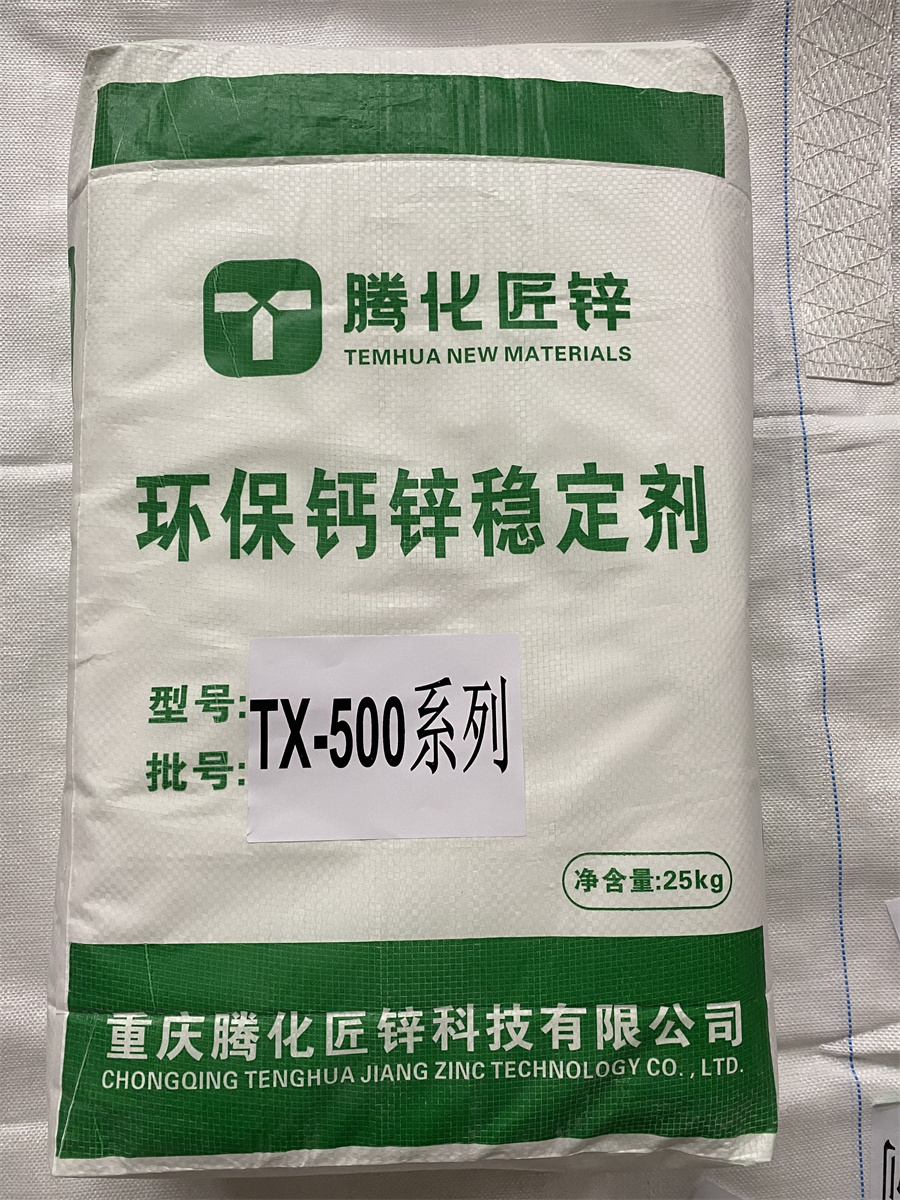 腾化匠锌
TEMHUA NEW MATERIALS
环保钙锌稳定剂
型号:
TX-500系列
批号:
净含量:25kg
重庆腾化匠锌科技有限公司
CHONGQING TENGHUA JIANG ZINC TECHNOLOGY CO.,LTD.